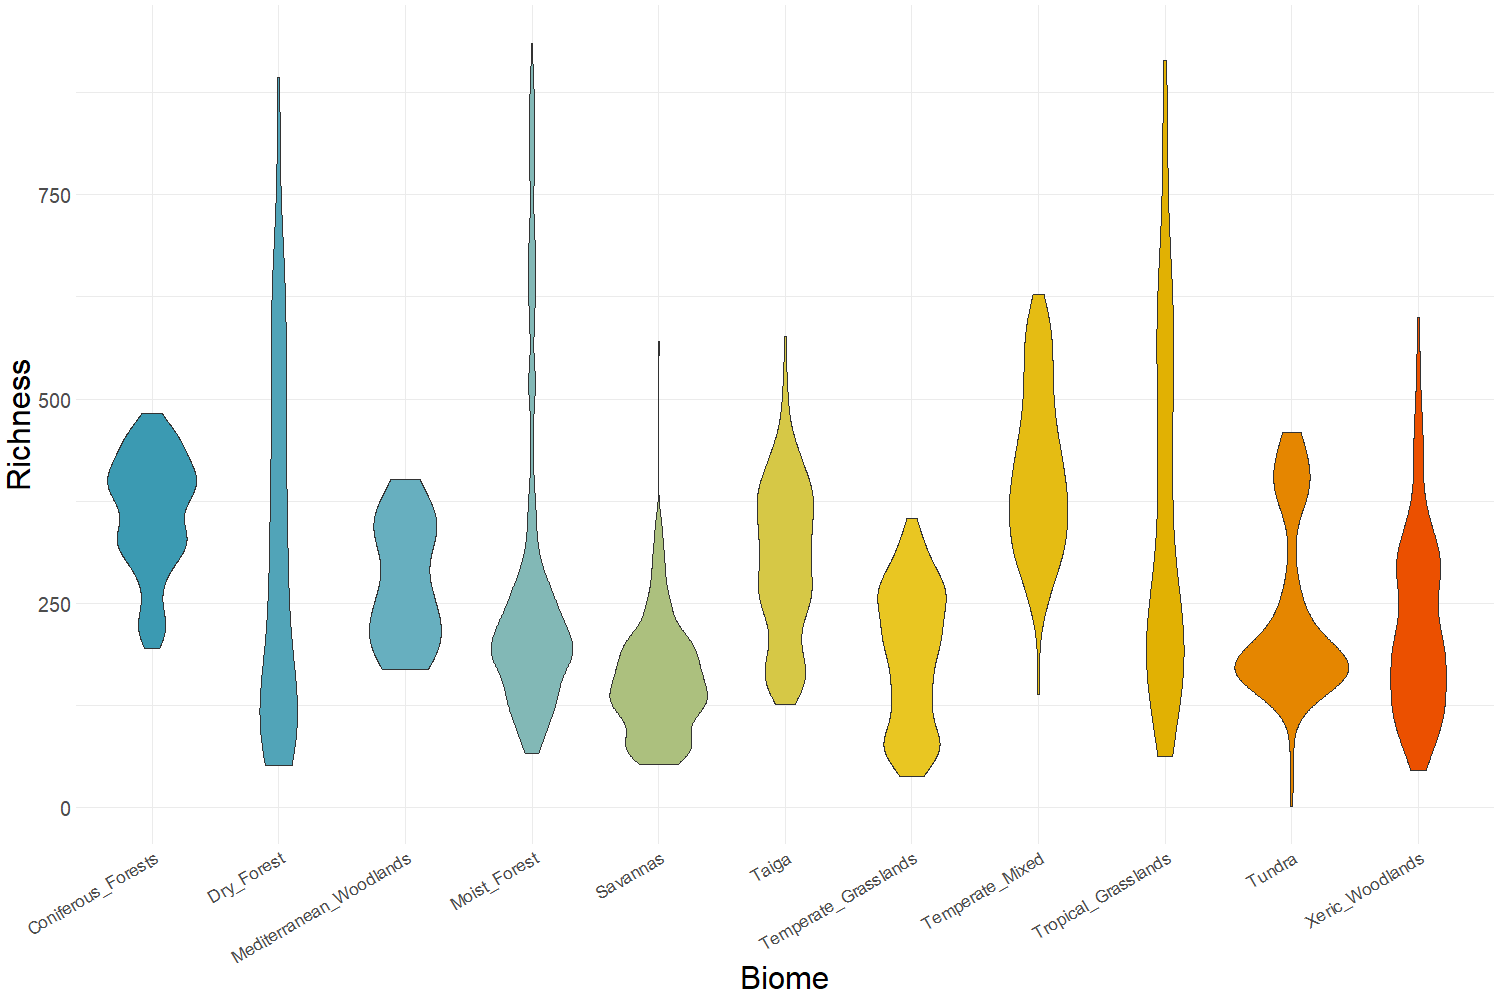 Richness
750
500
250
0
Coniferous_Forests
Dry_Forest
Mediterranean_Woodlands
Moist_Forest
Savannas
Taiga
Temperate_Grasslands
Temperate_Mixed
Tropical_Grasslands
Tundra
Xeric_Woodlands
Biome